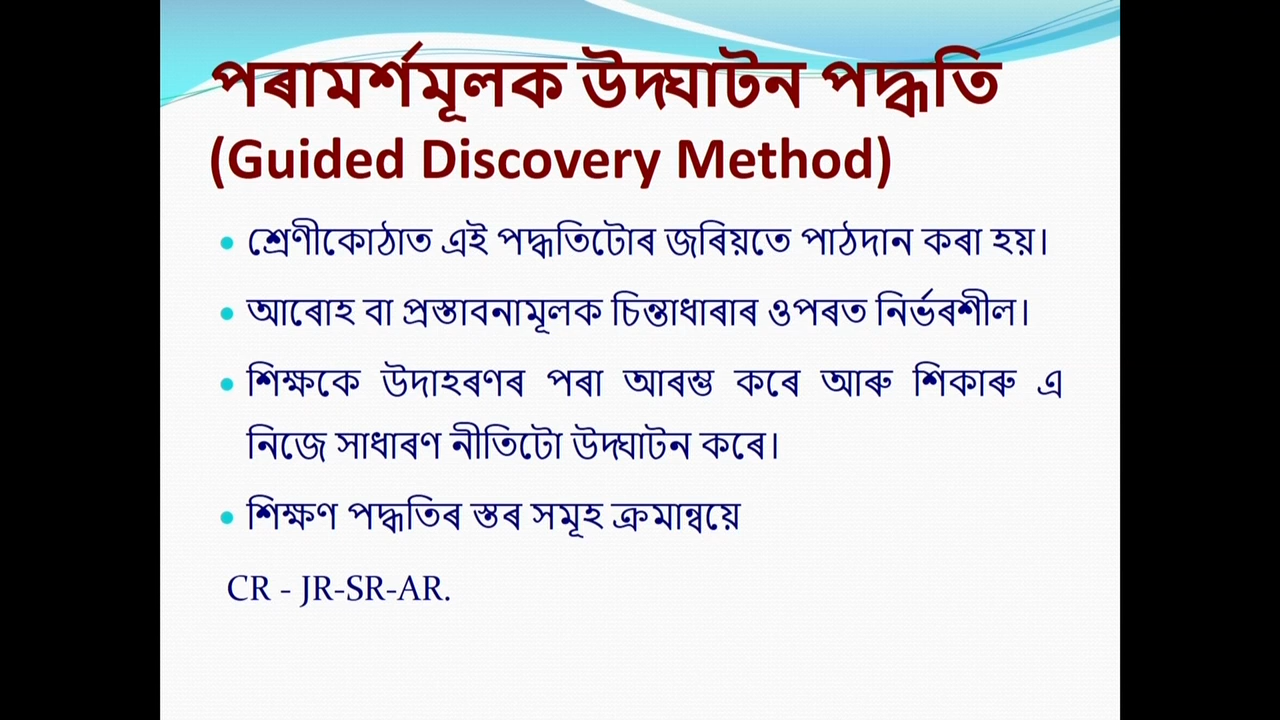 পৰামৰ্শমূলক উদ্ঘাটন পদ্ধতি
(Guided Discovery Method)
• শ্ৰেণীকোঠাত এই পদ্ধতিটোৰ জৰিয়তে পাঠদান কৰা হয়।
• আৰোহ বা প্ৰস্তাবনামূলক চিন্তাধাৰাৰ ওপৰত নিৰ্ভৰশীল।
• শিক্ষকে উদাহৰণৰ পৰা আৰম্ভ কৰে আৰু শিকাৰু এ
নিজে সাধাৰণ নীতিটো উদ্ঘাটন কৰে।
• শিক্ষণ পদ্ধতিৰ স্তৰ সমূহ ক্ৰমান্বয়ে
CR - JR-SR-AR.